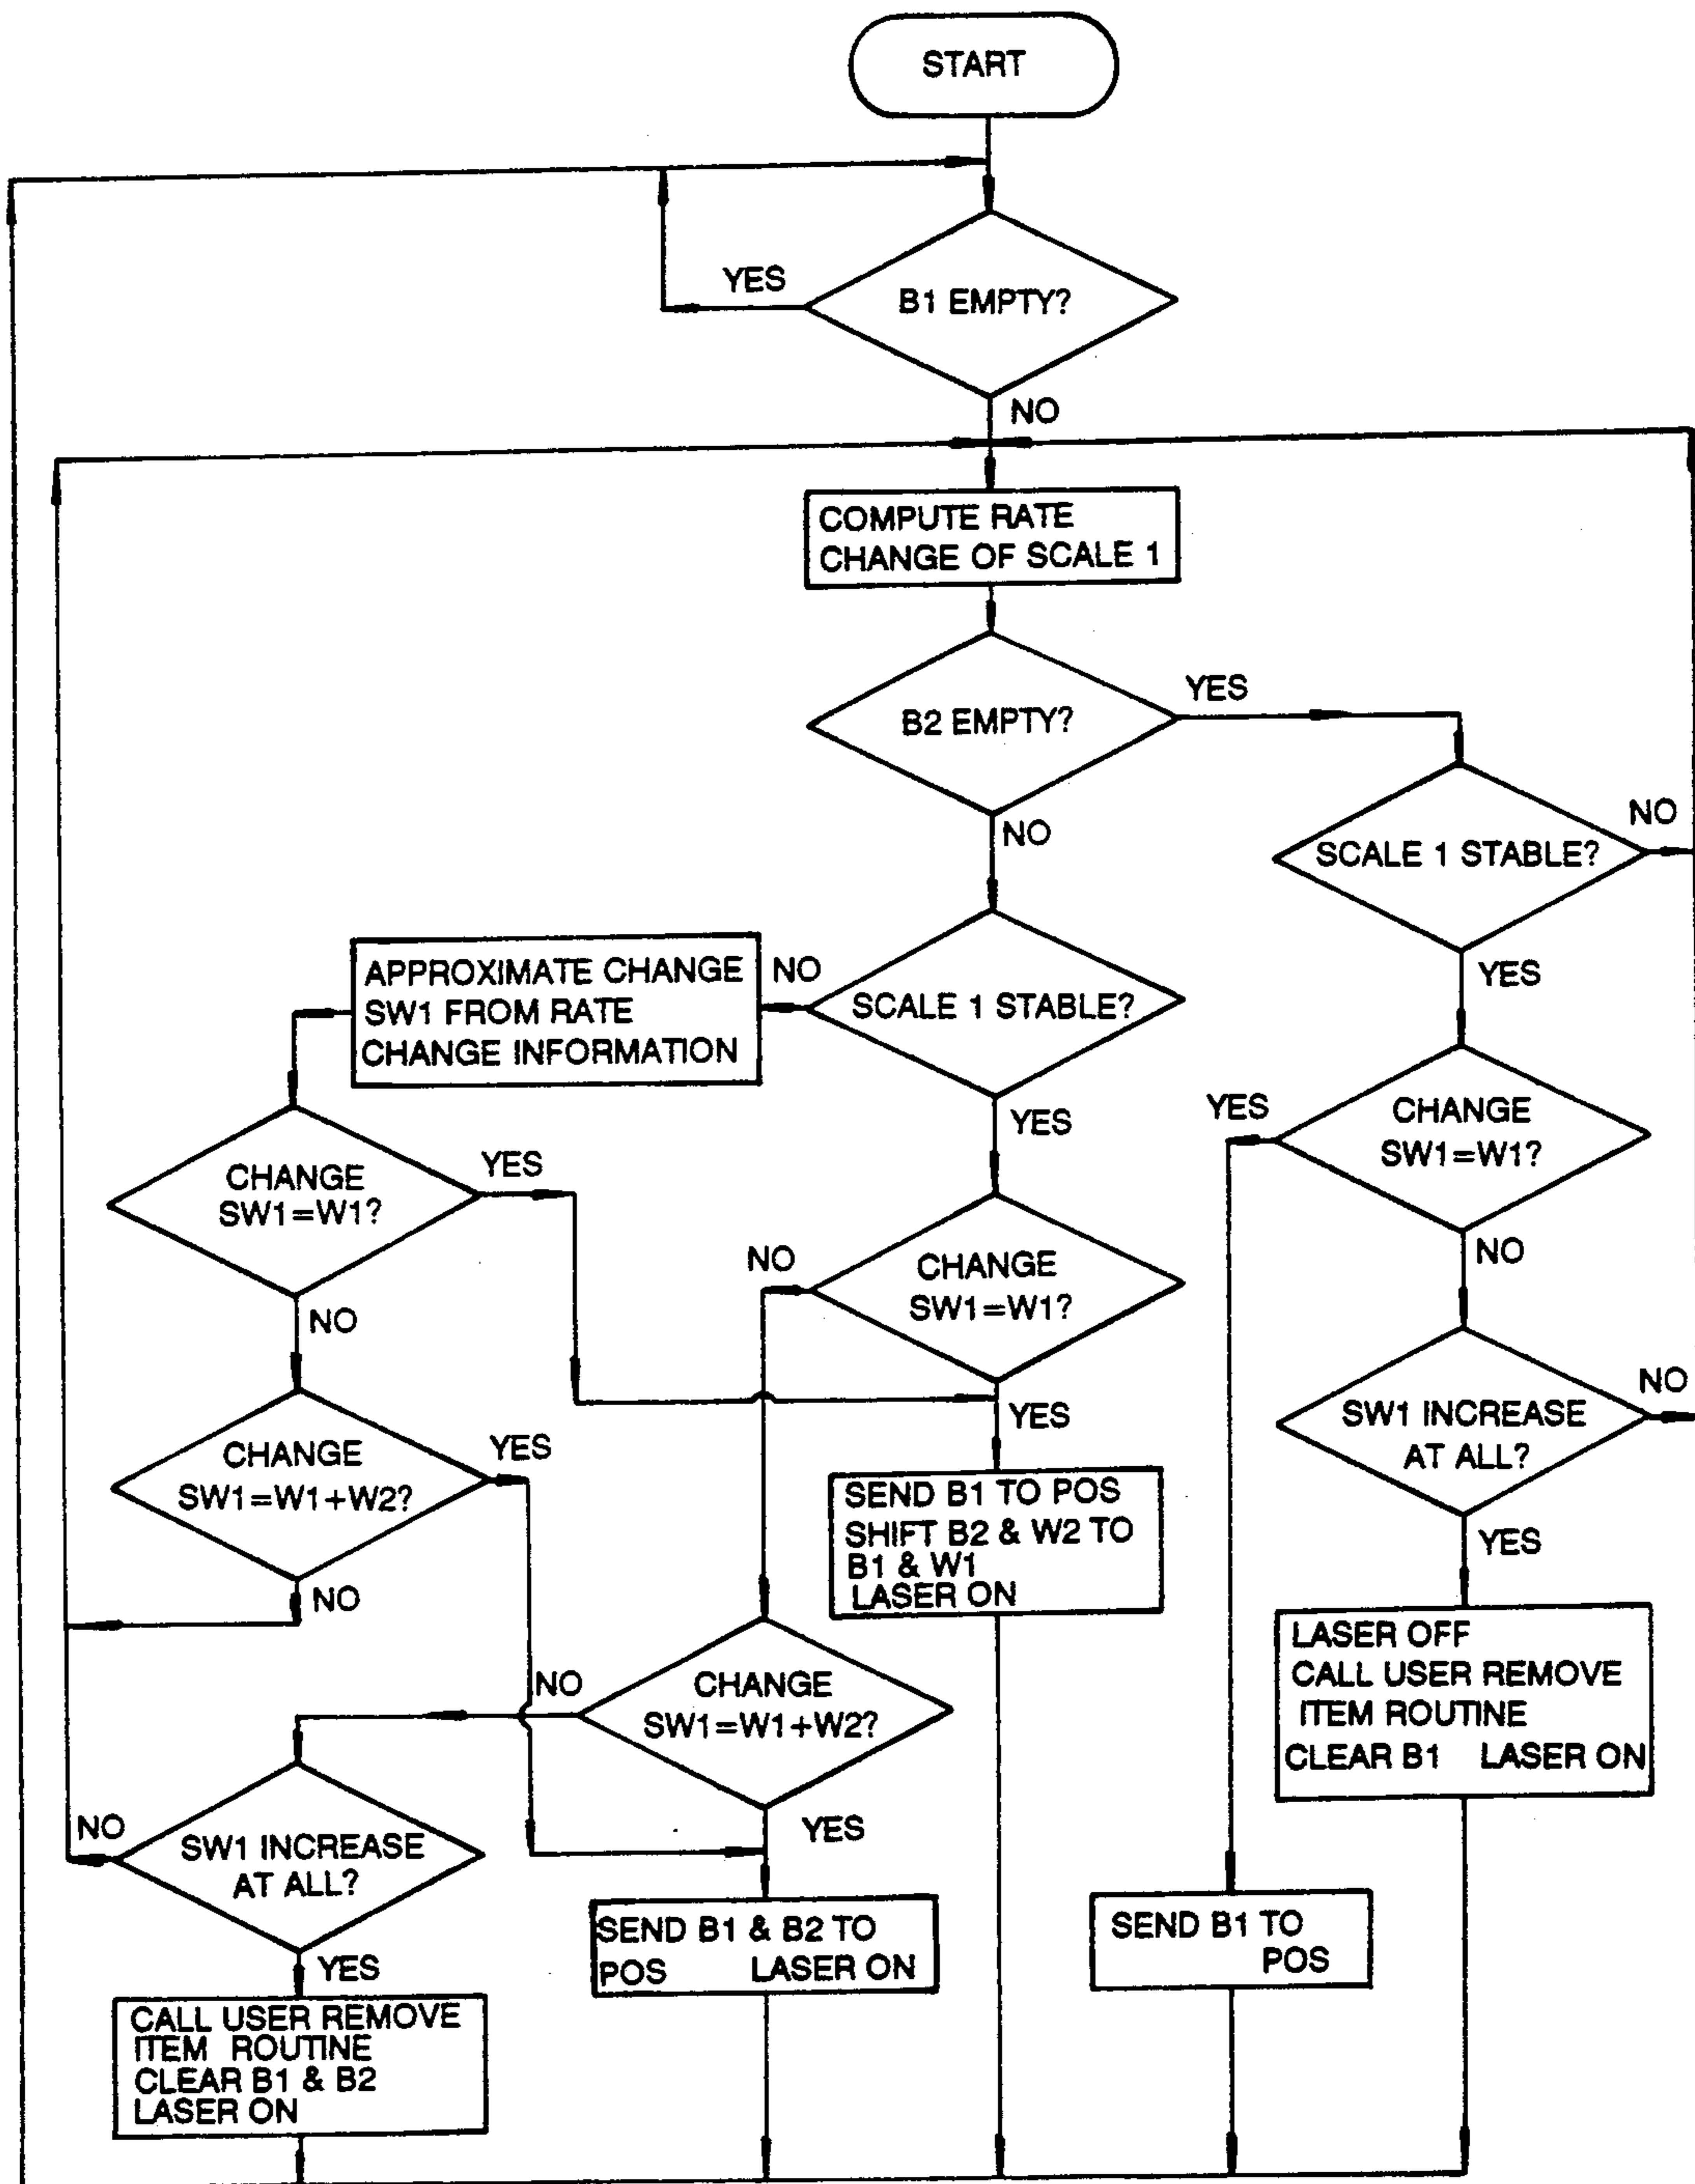 START
YES
B1 EMPTY?
NO
COMPUTE RATE
CHANGE OF SCALE 1
YES
B2 EMPTY?
NO
NO
SCALE 1 STABLE?
YES
APPROXIMATE CHANGE
SW1 FROM RATE
CHANGE INFORMATION
NO
SCALE 1 STABLE?
YES
YES
CHANGE
SW1=W1?
NO
CHANGE
SW1=W1?
YES
NO
NO
CHANGE
SW1=W1?
YES
NO
SW1 INCREASE
AT ALL?
YES
CHANGE
SW1=W1+W2?
YES
NO
SEND B1 TO POS
SHIFT B2 & W2 TO
B1 & W1
LASER ON
LASER OFF
CALL USER REMOVE
ITEM ROUTINE
CLEAR B1 LASER ON
NO
CHANGE
SW1=W1+W2?
YES
NO
SW1 INCREASE
AT ALL?
YES
SEND B1 & B2 TO
POS LASER ON
SEND B1 TO
POS
CALL USER REMOVE
ITEM ROUTINE
CLEAR B1 & B2
LASER ON